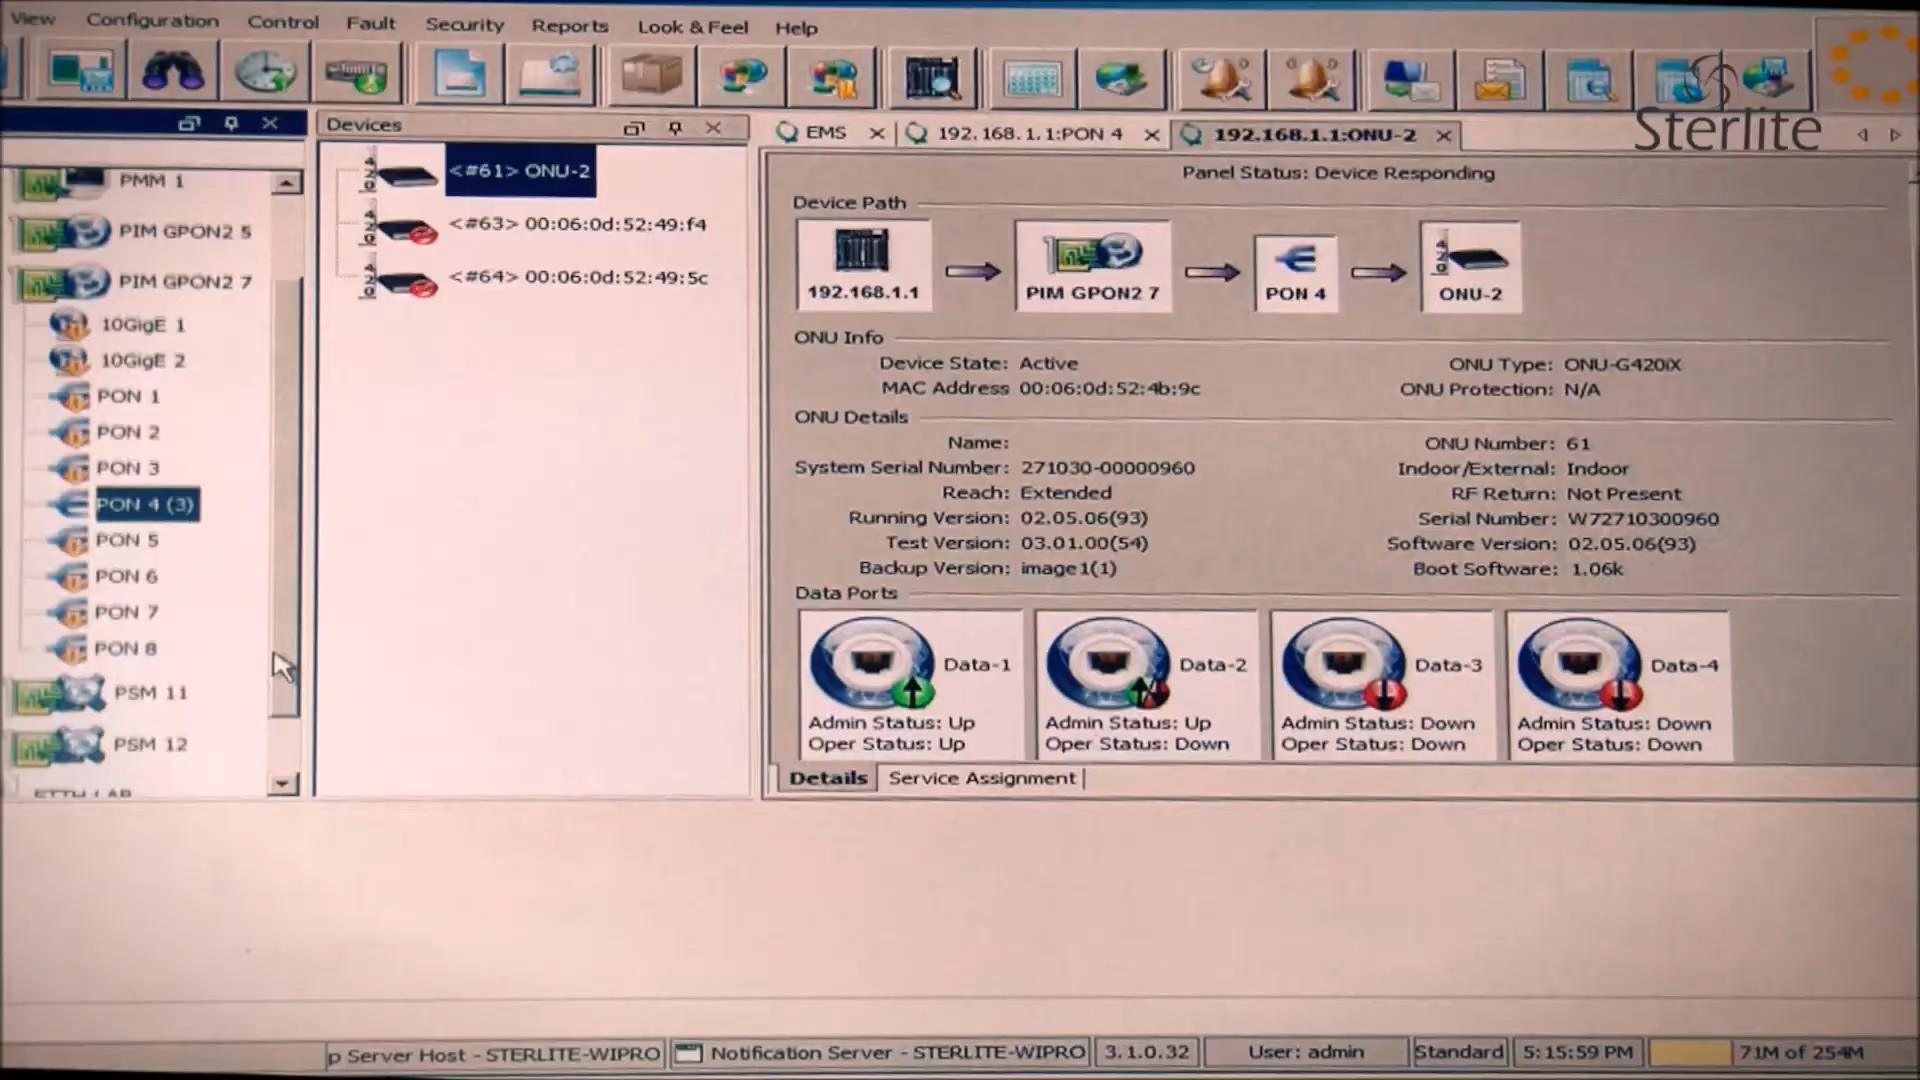 View Configuration Control Fault Security Reports Look & Feel Help
Sterlite
Devices
EMS
192.168.1.1:PON 4
192.168.1.1:ONU-2
PMM 1
PIM GPON2 5
PIM GPON2 7
10GigE 1
10GigE 2
PON 1
PON 2
PON 3
PON 4 (3)
PON 5
PON 6
PON 7
PON 8
PSM 11
PSM 12
<#61> ONU-2
<#63> 00:06:0d:52:49:f4
<#64> 00:06:0d:52:49:5c
Panel Status: Device Responding
Device Path
192.168.1.1
PIM GPON2 7
PON 4
420
ONU-2
ONU Info
Device State: Active
ONU Type: ONU-G420iX
MAC Address 00:06:0d:52:4b:9c
ONU Protection: N/A
ONU Details
Name:
ONU Number: 61
System Serial Number: 271030-00000960
Indoor/External: Indoor
Reach: Extended
RF Return: Not Present
Running Version: 02.05.06(93)
Serial Number: W72710300960
Test Version: 03.01.00(54)
Software Version: 02.05.06(93)
Backup Version: image1(1)
Boot Software: 1.06k
Data Ports
Data-1
Admin Status: Up
Oper Status: Up
Data-2
Admin Status: Up
Oper Status: Down
Data-3
Admin Status: Down
Oper Status: Down
Data-4
Admin Status: Down
Oper Status: Down
Details
Service Assignment
p Server Host - STERLITE-WIPRO
Notification Server - STERLITE-WIPRO
3.1.0.32
User: admin
Standard
5:15:59 PM
71M of 254M